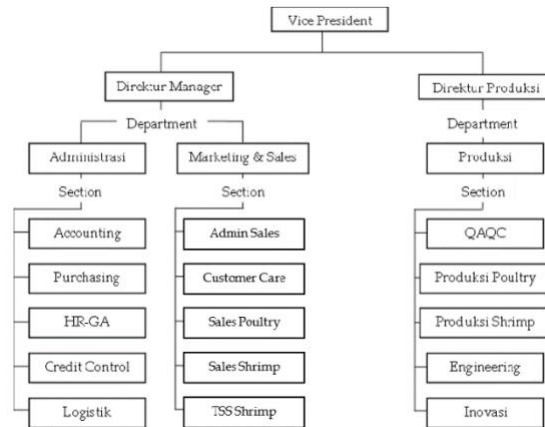 Vice President
Direktur Manager
Direktur Produksi
Department
Department
Administrasi
Marketing & Sales
Produksi
Section
Section
Section
Accounting
Admin Sales
QAQC
Purchasing
Customer Care
Produksi Poultry
HR-GA
Sales Poultry
Produksi Shrimp
Credit Control
Sales Shrimp
Engineering
Logistik
TSS Shrimp
Inovasi